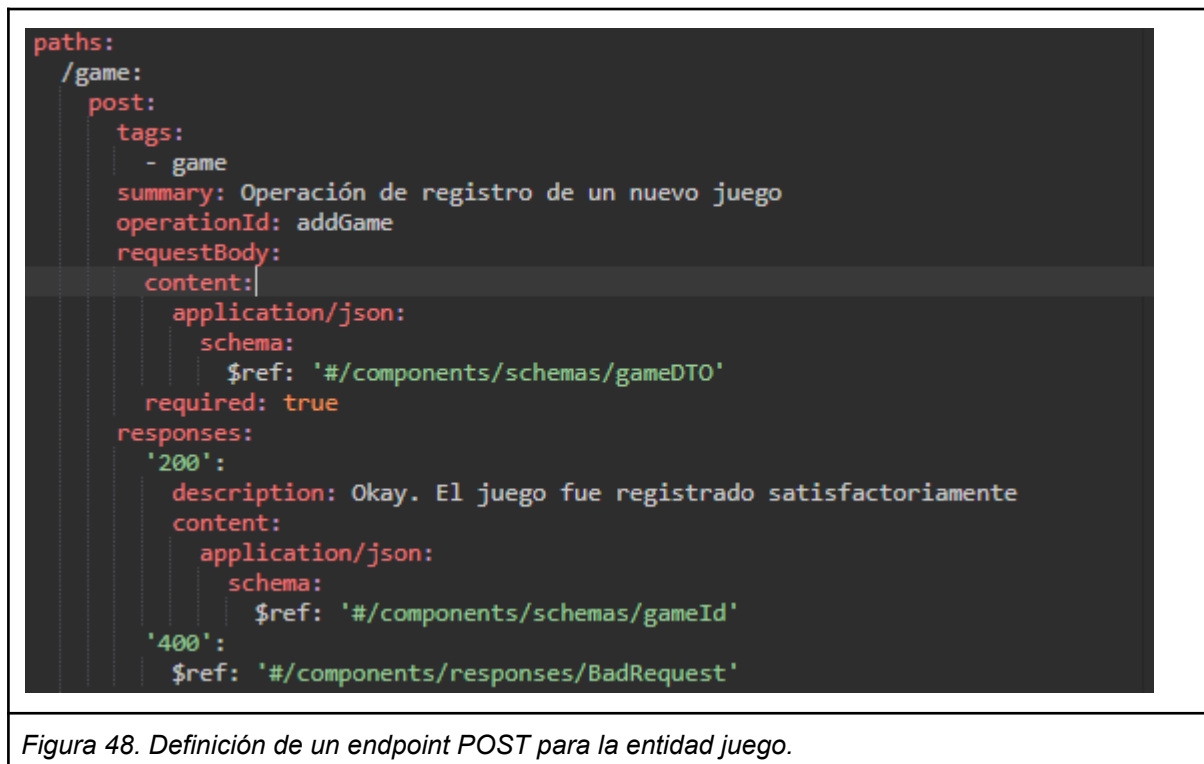 paths:
  /game:
    post:
      tags:
        - game
      summary: Operación de registro de un nuevo juego
      operationId: addGame
      requestBody:
        content:
          application/json:
            schema:
              $ref: '#/components/schemas/gameDTO'
        required: true
      responses:
        '200':
          description: Okay. El juego fue registrado satisfactoriamente
          content:
            application/json:
              schema:
                $ref: '#/components/schemas/gameId'
        '400':
          $ref: '#/components/responses/BadRequest'
Figura 48. Definición de un endpoint POST para la entidad juego.